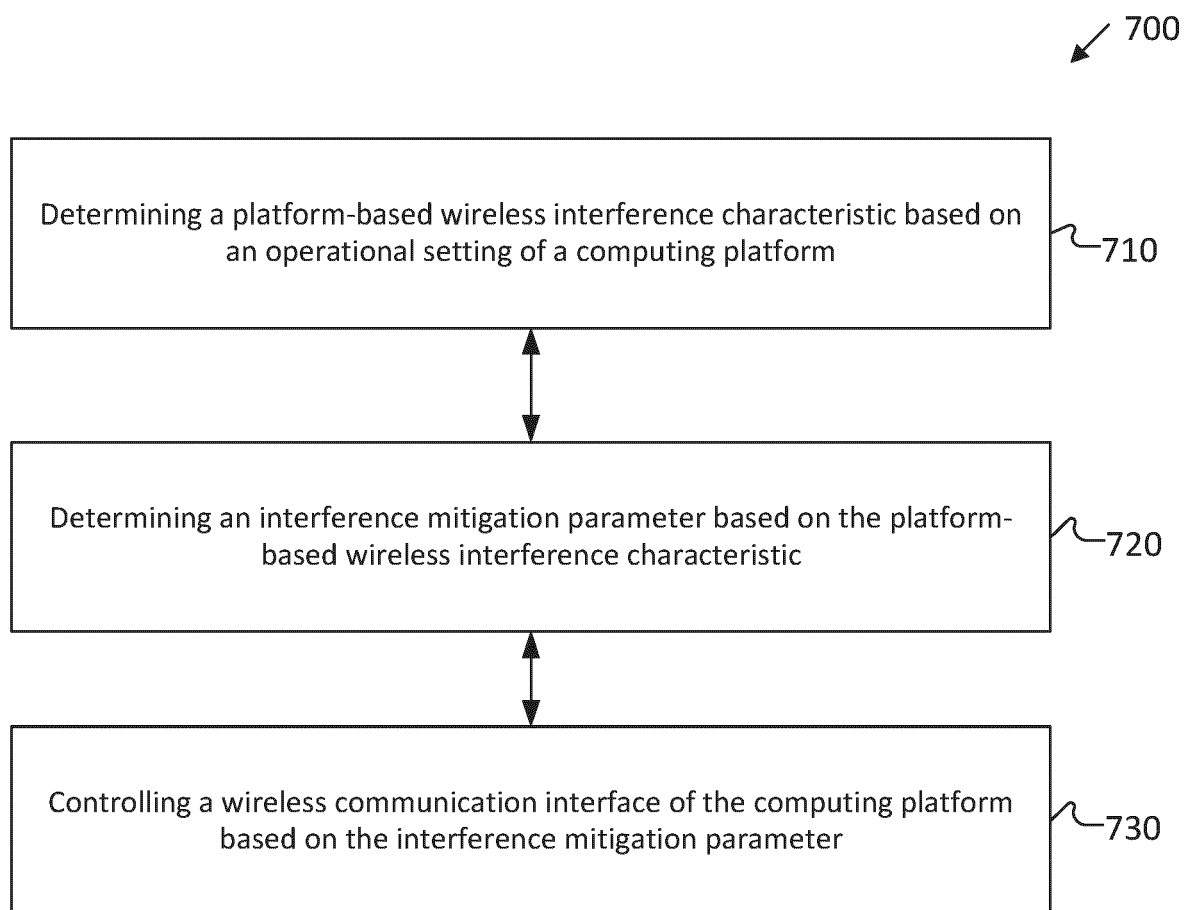 700
Determining a platform-based wireless interference characteristic based on
an operational setting of a computing platform
710
Determining an interference mitigation parameter based on the platform-
based wireless interference characteristic
720
Controlling a wireless communication interface of the computing platform
based on the interference mitigation parameter
730